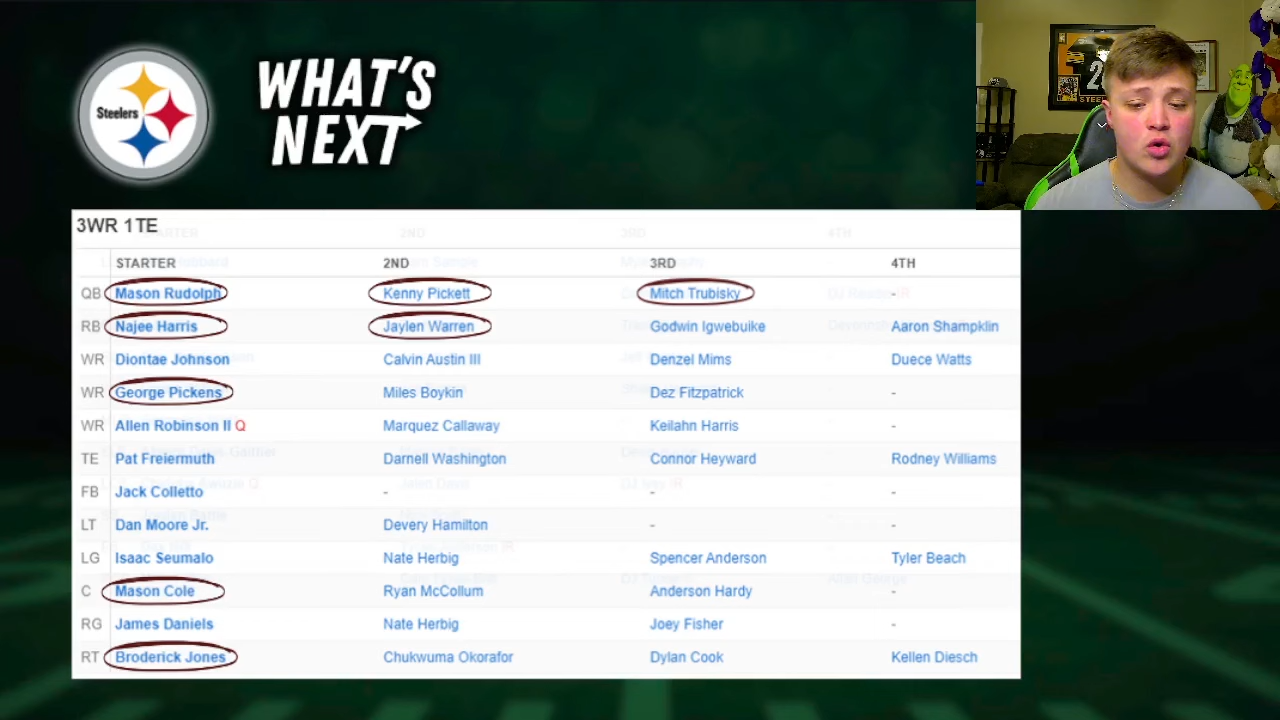 Steelers
WHAT'S
NEXT
3WR 1TE
STARTER 2ND 3RD 4TH
QB Mason Rudolph Kenny Pickett Mitch Trubisky -
RB Najee Harris Jaylen Warren Godwin Igwebuike Aaron Shampklin
WR Diontae Johnson Calvin Austin III Denzel Mims Duece Watts
WR George Pickens Miles Boykin Dez Fitzpatrick -
WR Allen Robinson II Q Marquez Callaway Keilahn Harris -
TE Pat Freiermuth Darnell Washington Connor Heyward Rodney Williams
FB Jack Colletto - - -
LT Dan Moore Jr. Devery Hamilton - -
LG Isaac Seumalo Nate Herbig Spencer Anderson Tyler Beach
C Mason Cole Ryan McCollum Anderson Hardy -
RG James Daniels Nate Herbig Joey Fisher -
RT Broderick Jones Chukwuma Okorafor Dylan Cook Kellen Diesch